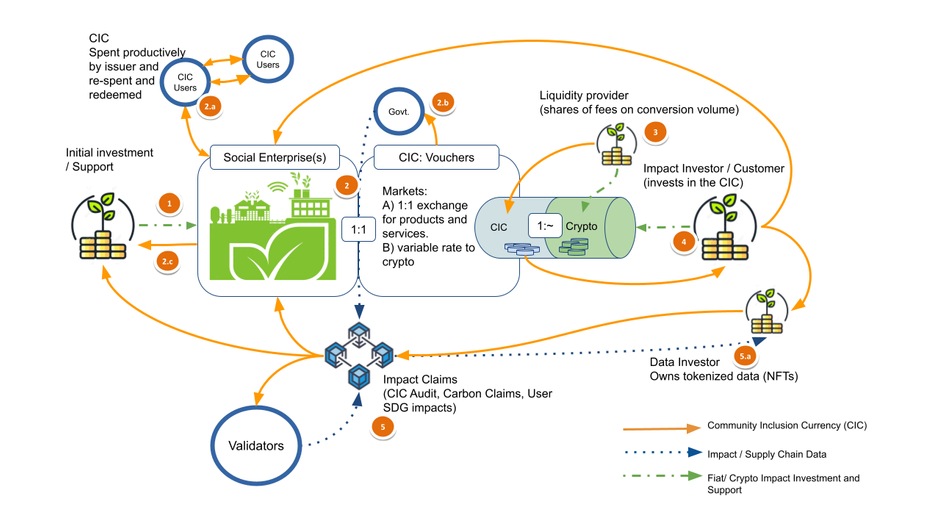 CIC
Spent productively
by issuer and
re-spent and
redeemed
CIC
Users
CIC
Users
2.a
Govt.
2.b
Liquidity provider
(shares of fees on conversion volume)
3
Initial investment
/ Support
Social Enterprise(s)
CIC: Vouchers
Impact Investor / Customer
(invests in the CIC)
2
1
Markets:
A) 1:1 exchange
for products and
services.
B) variable rate to
crypto
1:1
CIC
1:~
Crypto
4
2.c
5.a
Data Investor
Owns tokenized data (NFTs)
Impact Claims
(CIC Audit, Carbon Claims, User
SDG impacts)
5
Validators
Community Inclusion Currency (CIC)
Impact / Supply Chain Data
Fiat/ Crypto Impact Investment and
Support